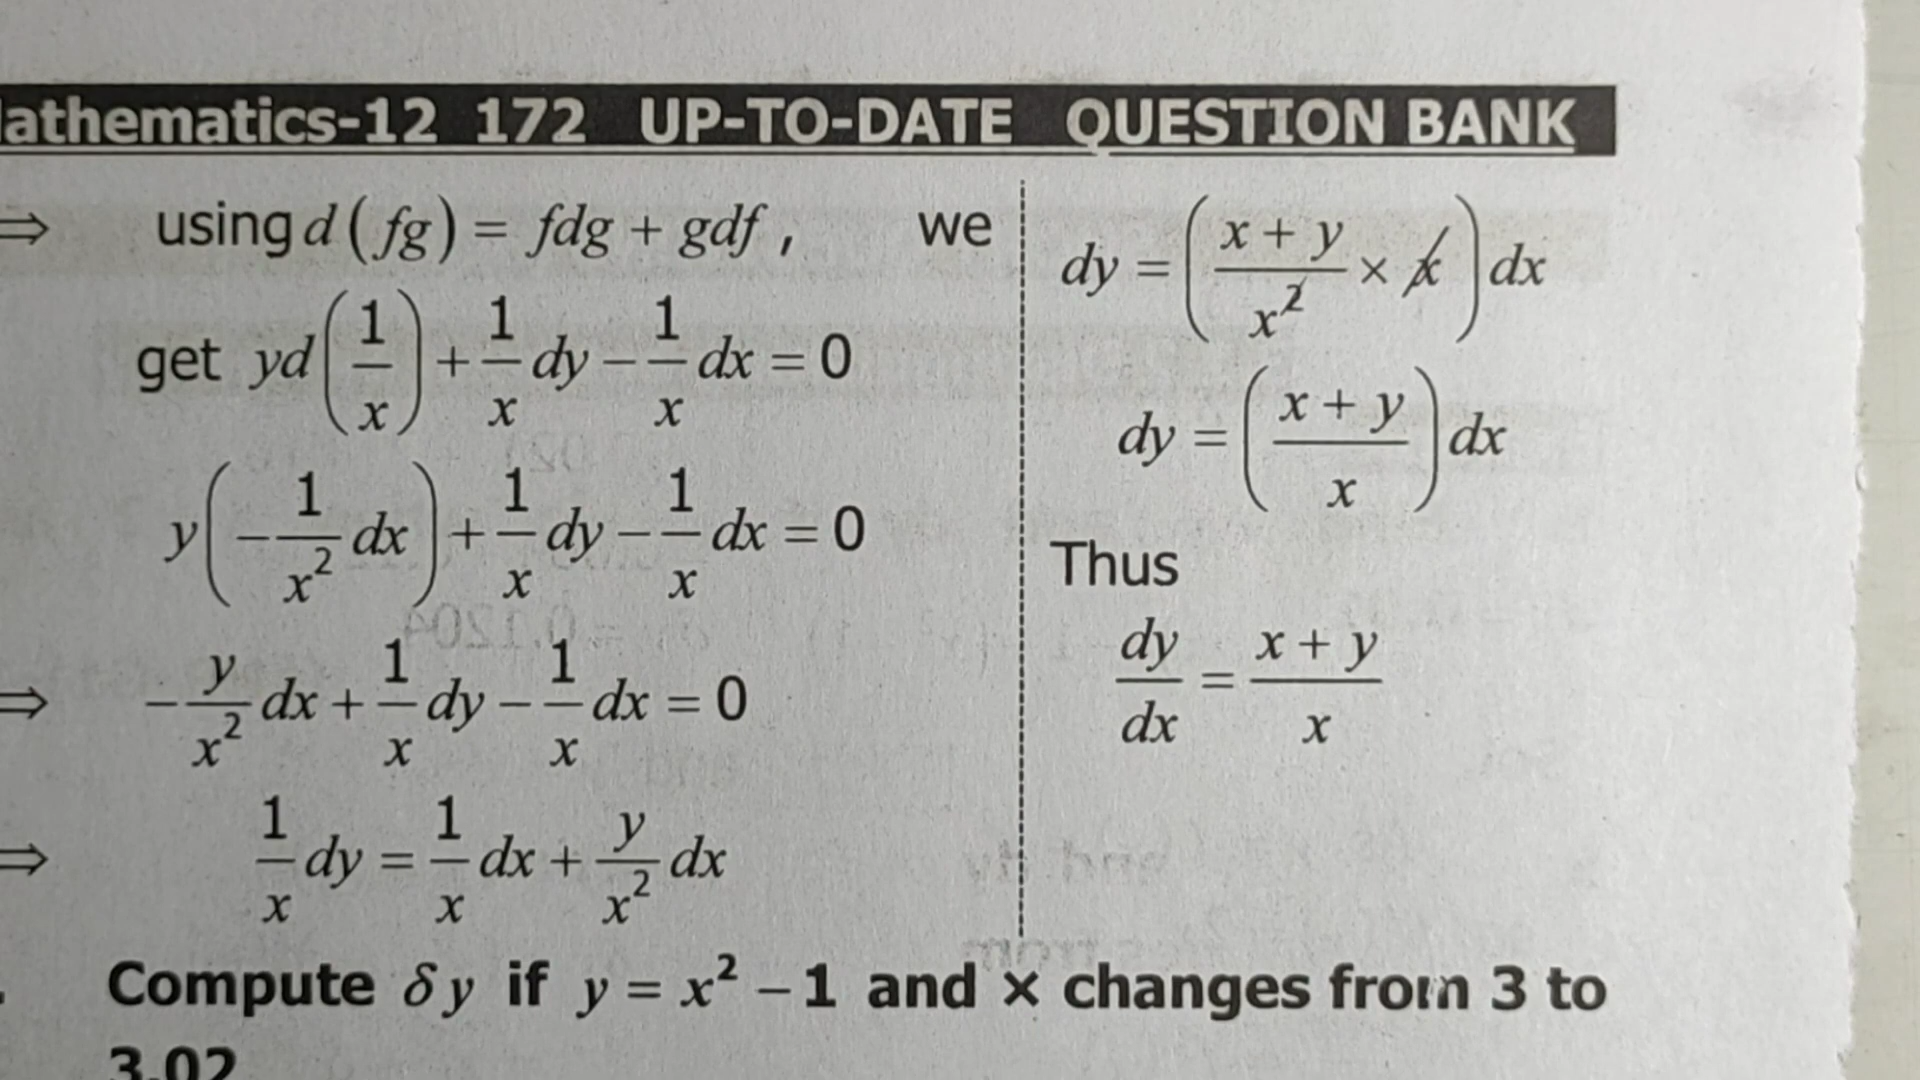 athematics-12 172 UP-TO-DATE QUESTION BANK
⇒ using d(fg) = fdg + gdf , we
get yd(1/x) + 1/x dy − 1/x dx = 0
y(−1/x² dx) + 1/x dy − 1/x dx = 0
⇒ −y/x² dx + 1/x dy − 1/x dx = 0
⇒ 1/x dy = 1/x dx + y/x² dx
dy = ((x + y)/x² × x) dx
dy = ((x + y)/x) dx
Thus
dy/dx = (x + y)/x
. Compute δy if y = x² − 1 and × changes from 3 to
3.02